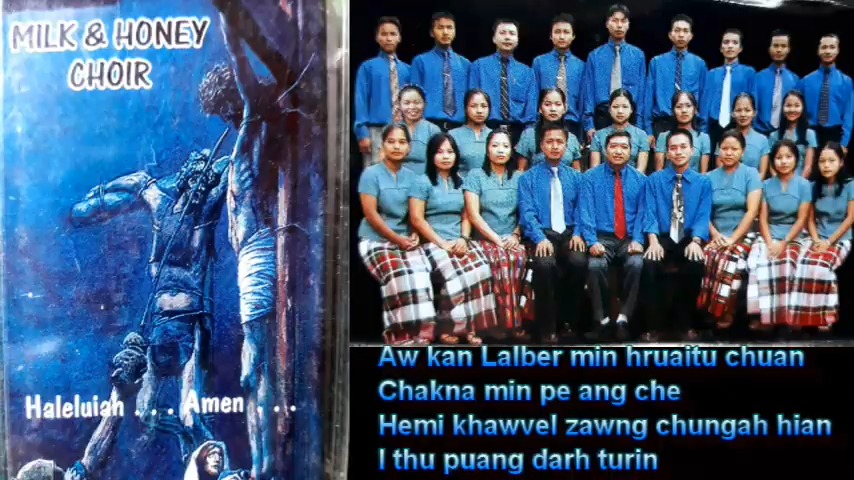 MILK & HONEY
CHOIR
Haleluiah . . . Amen . . .
Aw kan Lalber min hruaitu chuan
Chakna min pe ang che
Hemi khawvel zawng chungah hian
I thu puang darh turin